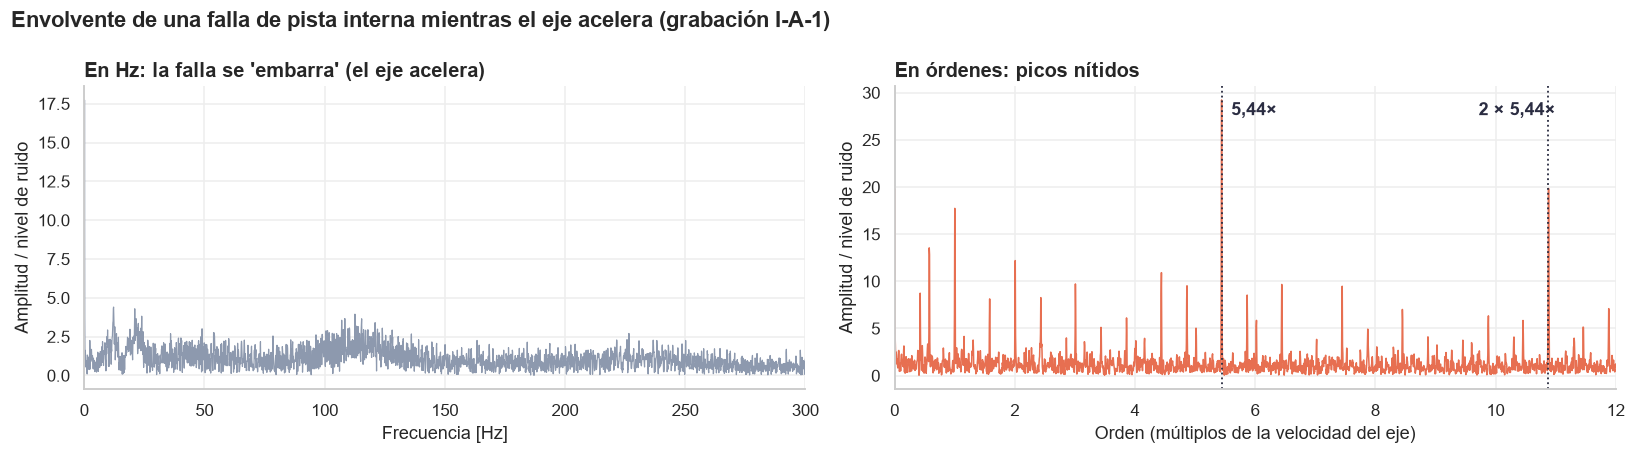 Envolvente de una falla de pista interna mientras el eje acelera (grabación I-A-1)
En Hz: la falla se 'embarra' (el eje acelera)
Amplitud / nivel de ruido
17.5
15.0
12.5
10.0
7.5
5.0
2.5
0.0
0 50 100 150 200 250 300
Frecuencia [Hz]
En órdenes: picos nítidos
Amplitud / nivel de ruido
30
25
20
15
10
5
0
5,44×
2 × 5,44×
0 2 4 6 8 10 12
Orden (múltiplos de la velocidad del eje)